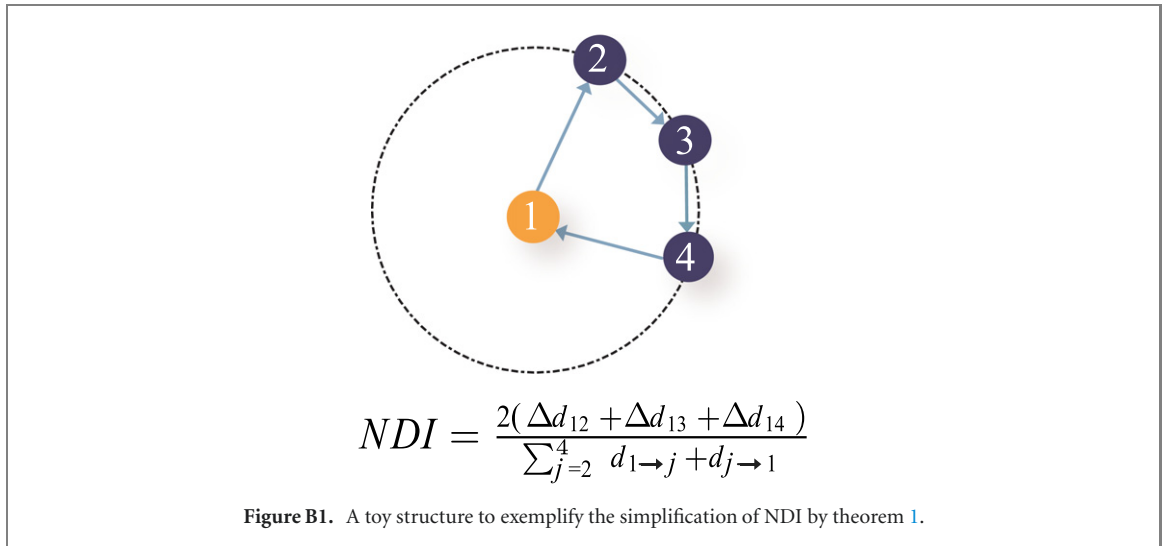 2
3
1
4
NDI = 2( Δd12 +Δd13 +Δd14 ) / ∑4j=2 d1→j +dj→1
Figure B1. A toy structure to exemplify the simplification of NDI by theorem 1.